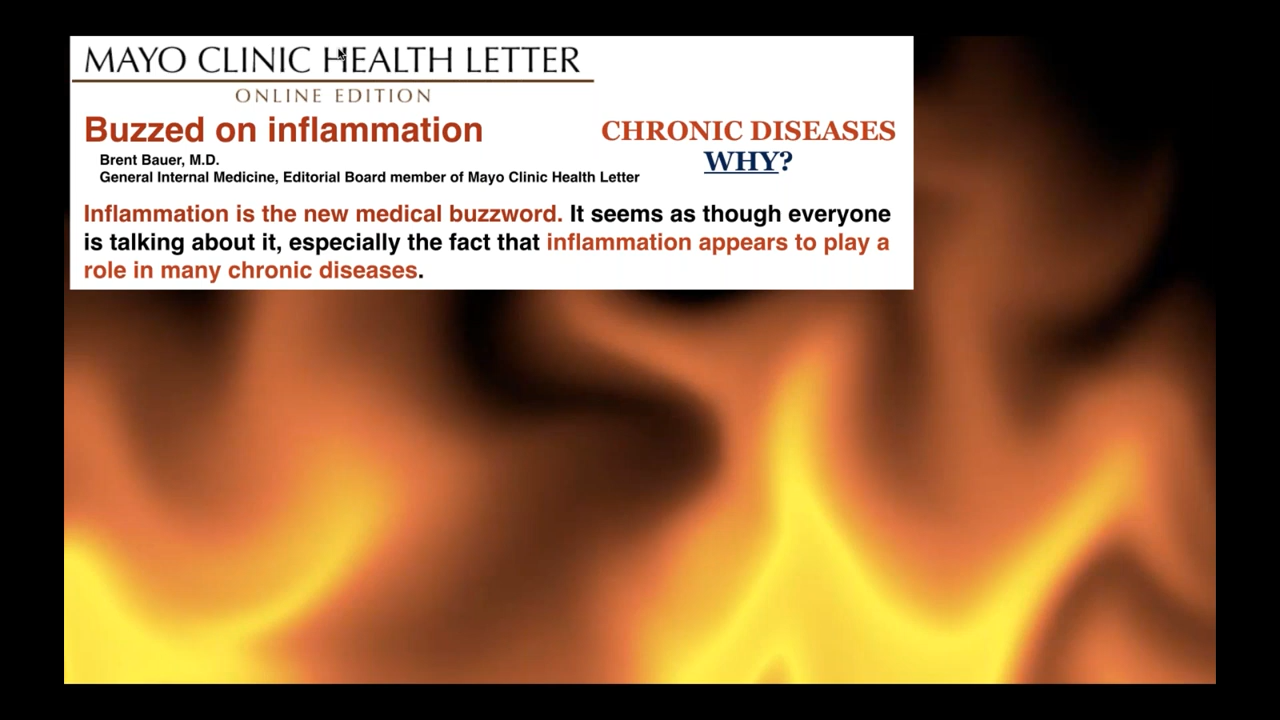 MAYO CLINIC HEALTH LETTER
ONLINE EDITION
Buzzed on inflammation
Brent Bauer, M.D.
General Internal Medicine, Editorial Board member of Mayo Clinic Health Letter
CHRONIC DISEASES
WHY?
Inflammation is the new medical buzzword. It seems as though everyone
is talking about it, especially the fact that inflammation appears to play a
role in many chronic diseases.